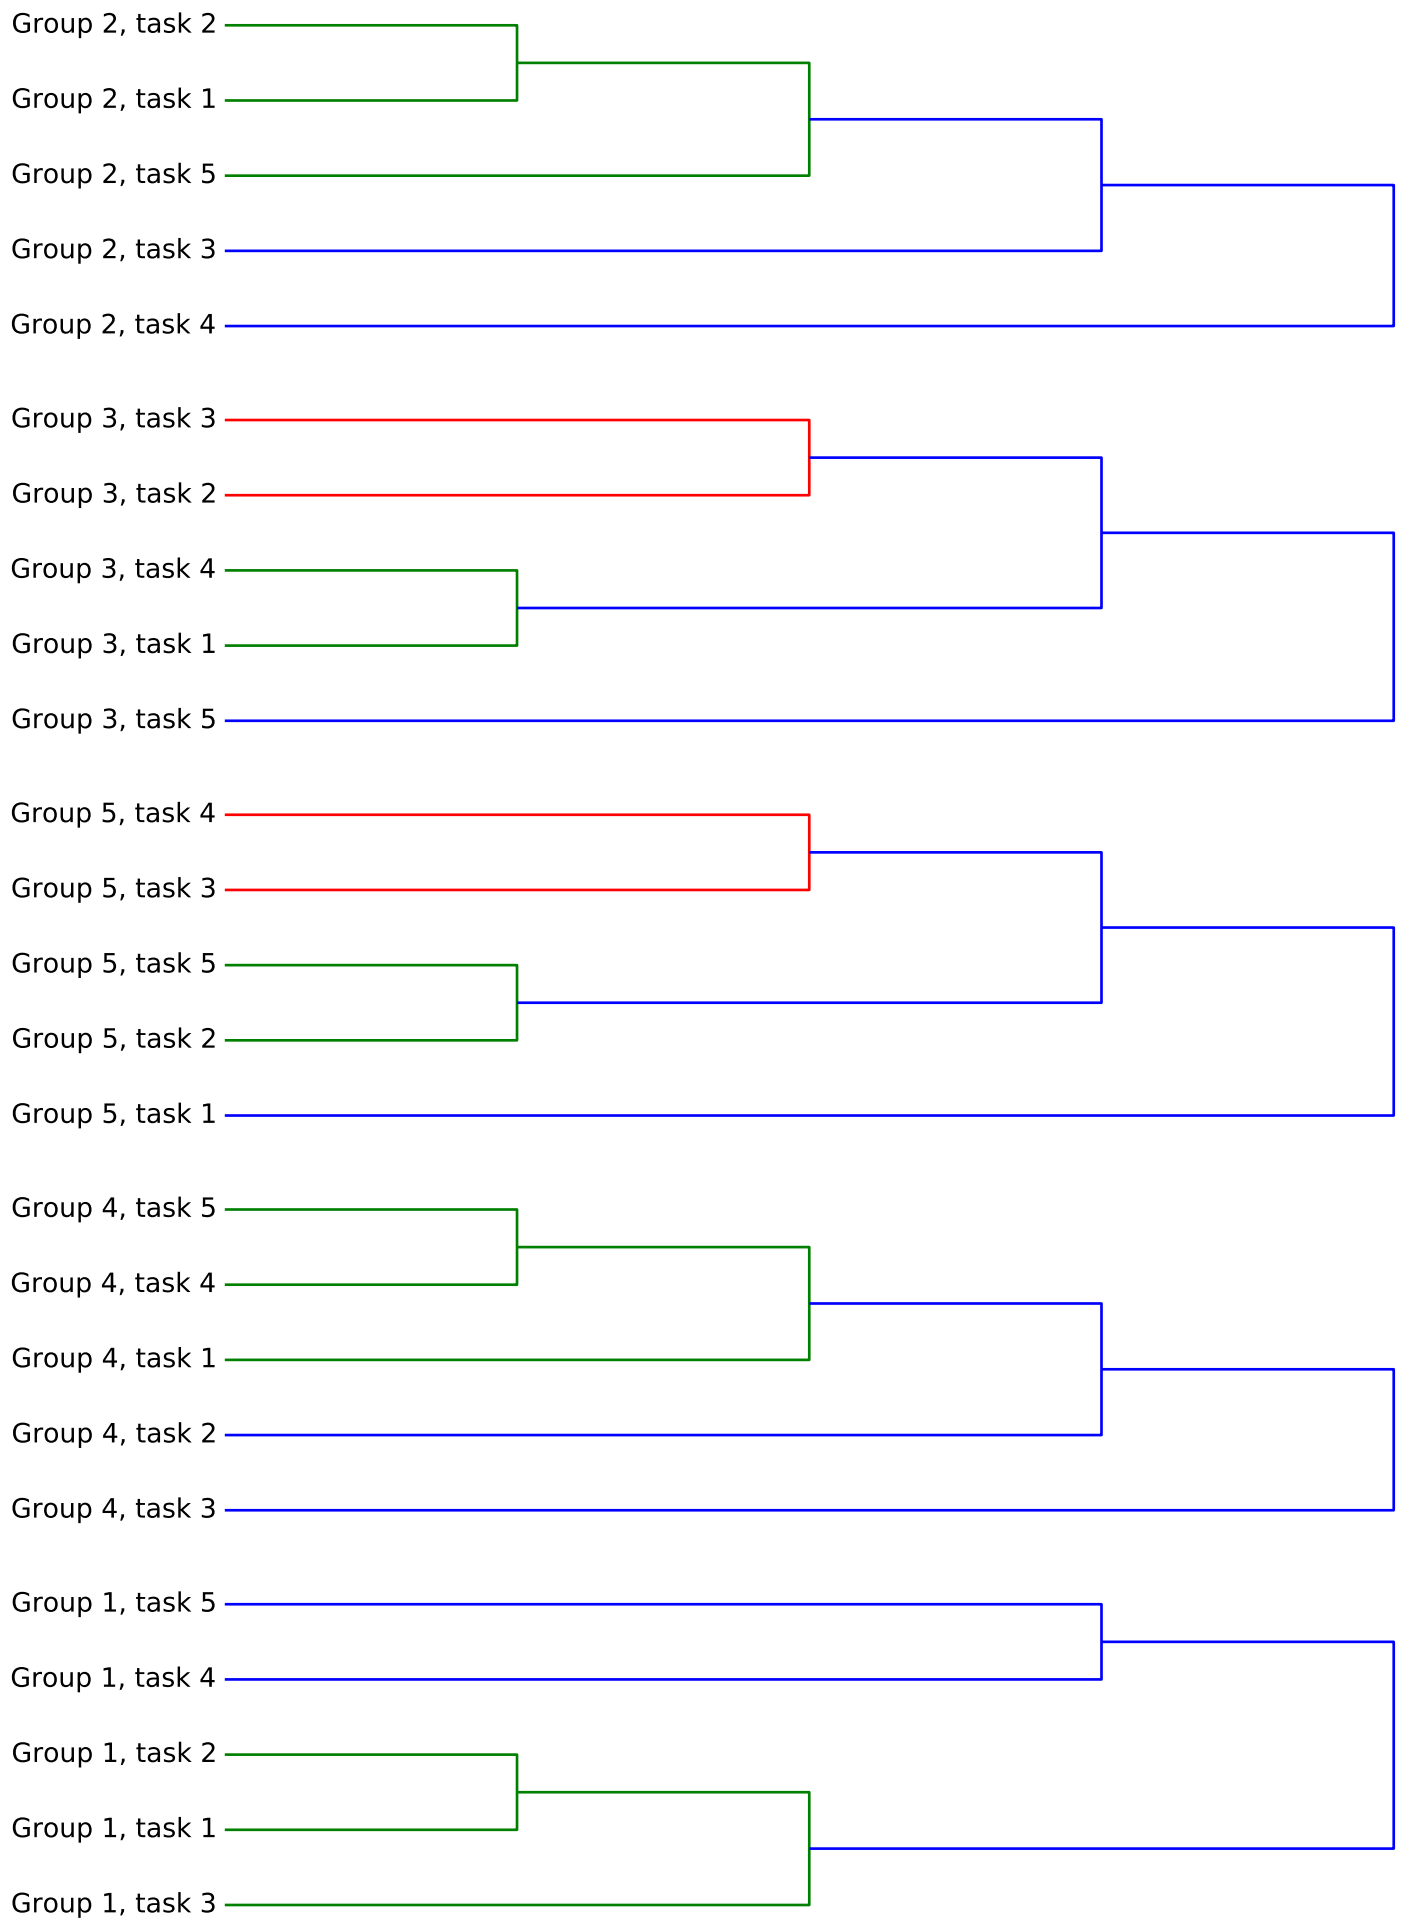 Group 2, task 2
Group 2, task 1
Group 2, task 5
Group 2, task 3
Group 2, task 4
Group 3, task 3
Group 3, task 2
Group 3, task 4
Group 3, task 1
Group 3, task 5
Group 5, task 4
Group 5, task 3
Group 5, task 5
Group 5, task 2
Group 5, task 1
Group 4, task 5
Group 4, task 4
Group 4, task 1
Group 4, task 2
Group 4, task 3
Group 1, task 5
Group 1, task 4
Group 1, task 2
Group 1, task 1
Group 1, task 3